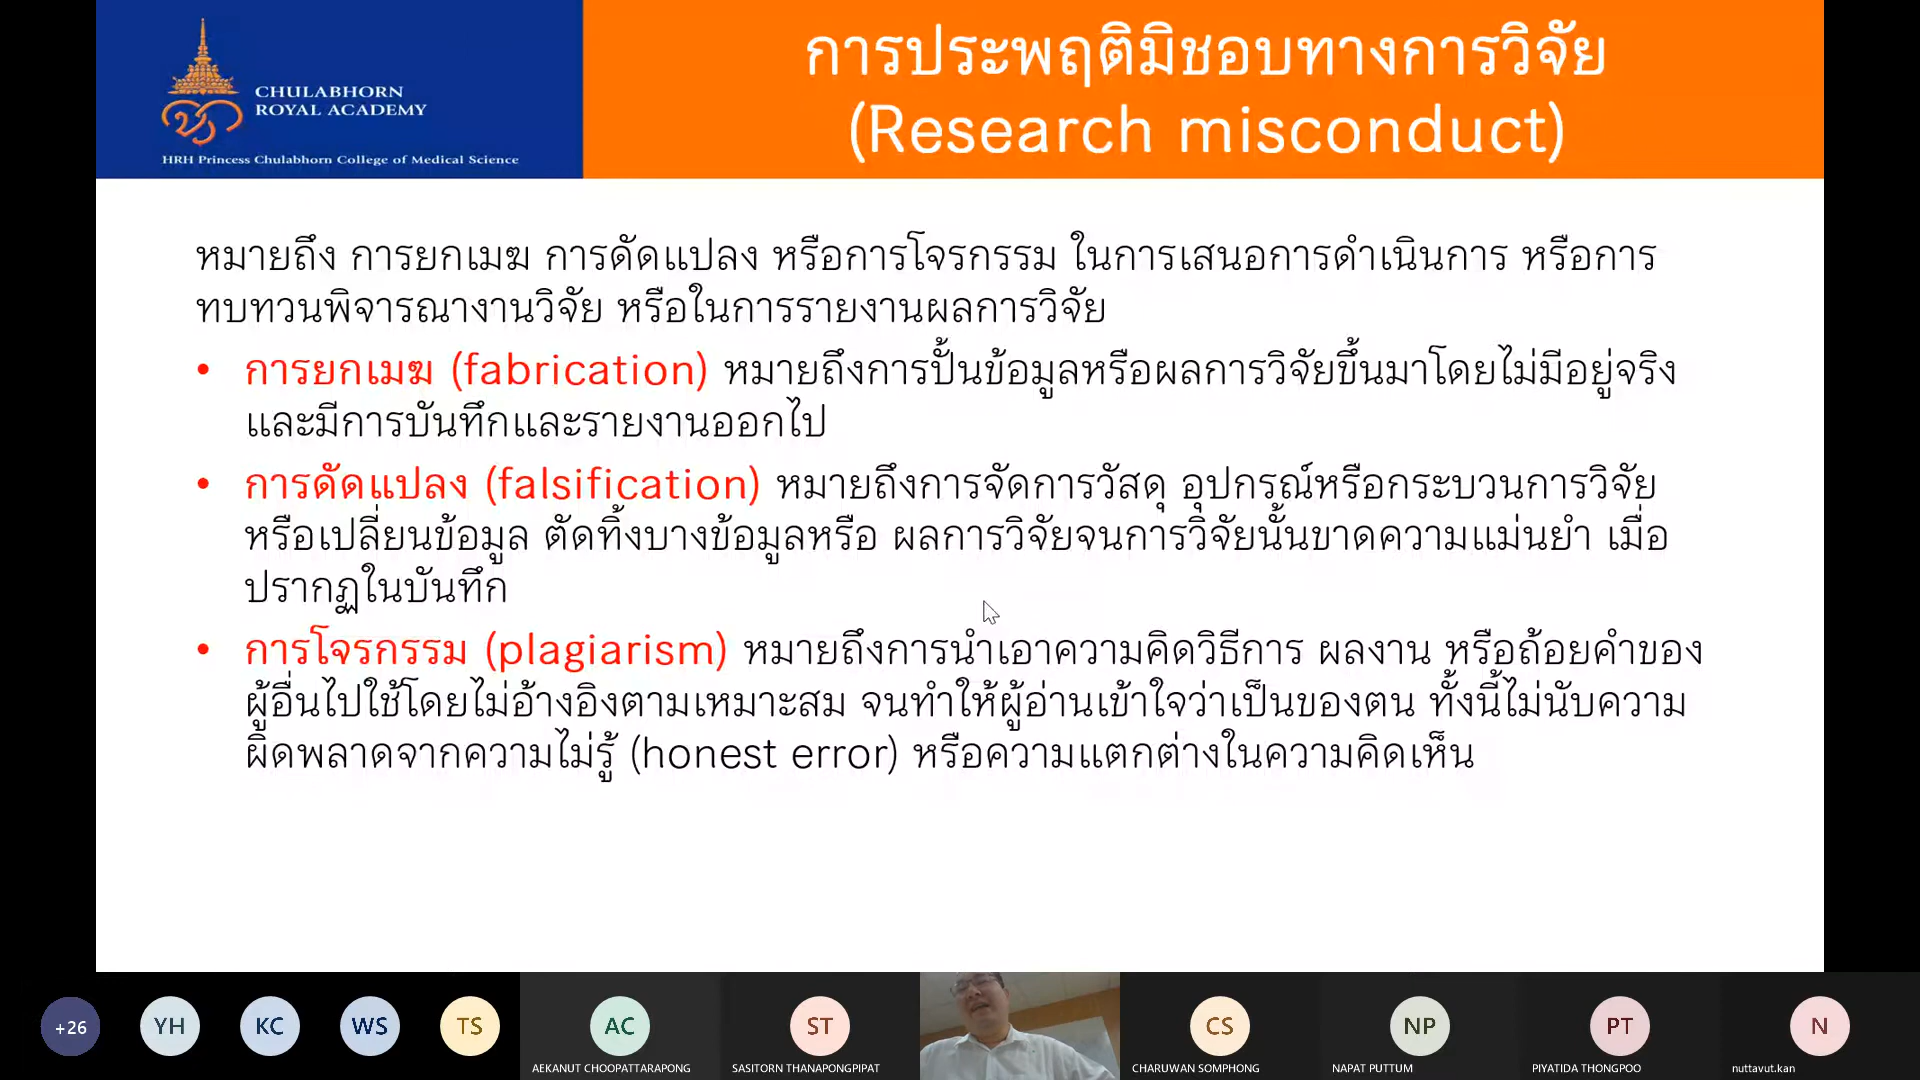 CHULABHORN
ROYAL ACADEMY
HRH Princess Chulabhorn College of Medical Science
การประพฤติมิชอบทางการวิจัย
(Research misconduct)
หมายถึง การยกเมฆ การดัดแปลง หรือการโจรกรรม ในการเสนอการดำเนินการ หรือการ
ทบทวนพิจารณางานวิจัย หรือในการรายงานผลการวิจัย
• การยกเมฆ (fabrication) หมายถึงการปั้นข้อมูลหรือผลการวิจัยขึ้นมาโดยไม่มีอยู่จริง
และมีการบันทึกและรายงานออกไป
• การดัดแปลง (falsification) หมายถึงการจัดการวัสดุ อุปกรณ์หรือกระบวนการวิจัย
หรือเปลี่ยนข้อมูล ตัดทิ้งบางข้อมูลหรือ ผลการวิจัยจนการวิจัยนั้นขาดความแม่นยำ เมื่อ
ปรากฏในบันทึก
• การโจรกรรม (plagiarism) หมายถึงการนำเอาความคิดวิธีการ ผลงาน หรือถ้อยคำของ
ผู้อื่นไปใช้โดยไม่อ้างอิงตามเหมาะสม จนทำให้ผู้อ่านเข้าใจว่าเป็นของตน ทั้งนี้ไม่นับความ
ผิดพลาดจากความไม่รู้ (honest error) หรือความแตกต่างในความคิดเห็น
+26 YH KC WS TS AC ST CS NP PT N
AEKANUT CHOOPATTARAPONG SASITORN THANAPONGPIPAT CHARUWAN SOMPHONG NAPAT PUTTUM PIYATIDA THONGPOO nuttavut.kan